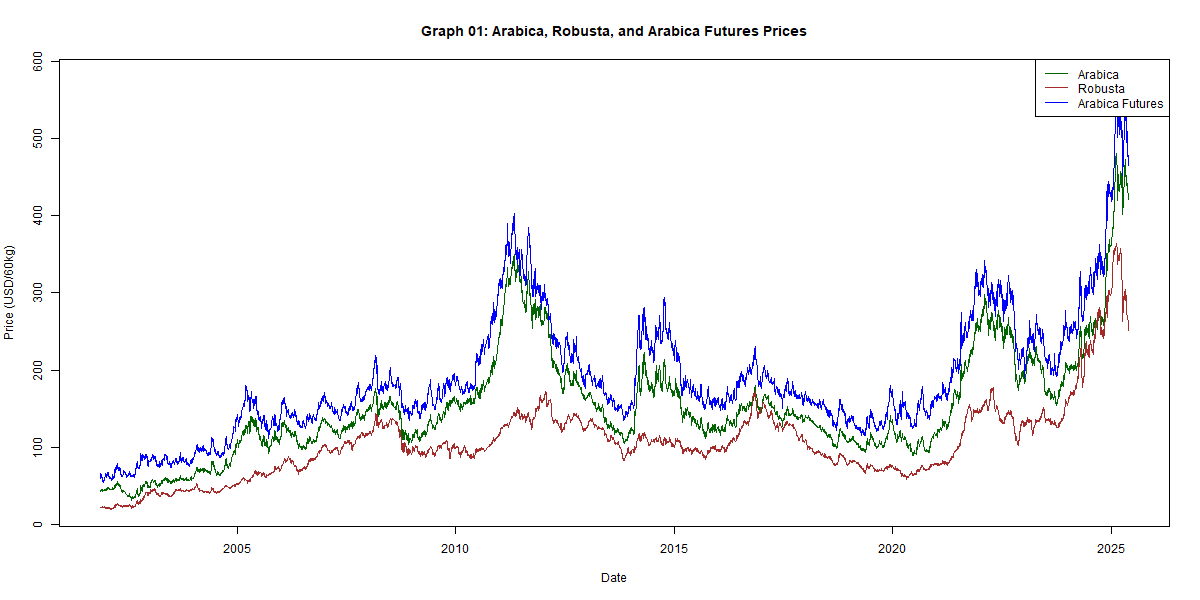 Graph 01: Arabica, Robusta, and Arabica Futures Prices
Arabica
Robusta
Arabica Futures
Price (USD/60kg)
600
500
400
300
200
100
0
2005
2010
2015
2020
2025
Date